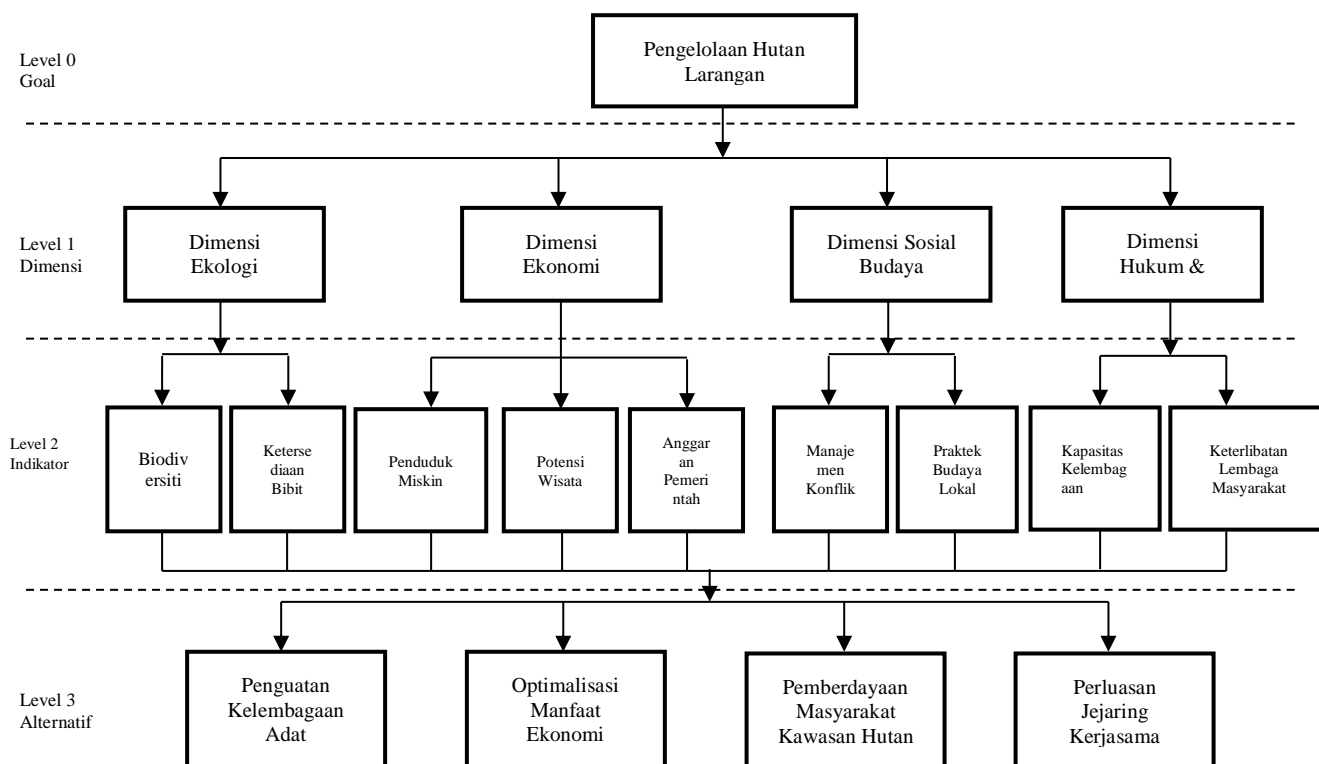 Level 0
Goal
Pengelolaan Hutan
Larangan
Level 1
Dimensi
Dimensi
Ekologi
Dimensi
Ekonomi
Dimensi Sosial
Budaya
Dimensi
Hukum &
Level 2
Indikator
Biodiv
ersiti
Keterse
diaan
Bibit
Penduduk
Miskin
Potensi
Wisata
Anggar
an
Pemeri
ntah
Manaje
men
Konflik
Praktek
Budaya
Lokal
Kapasitas
Kelembag
aan
Keterlibatan
Lembaga
Masyarakat
Level 3
Alternatif
Penguatan
Kelembagaan
Adat
Optimalisasi
Manfaat
Ekonomi
Pemberdayaan
Masyarakat
Kawasan Hutan
Perluasan
Jejaring
Kerjasama